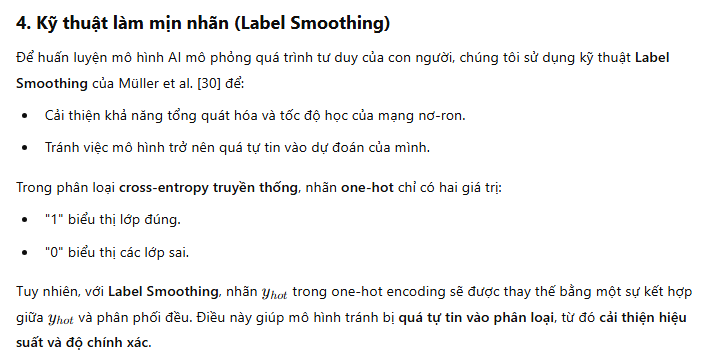 4. Kỹ thuật làm mịn nhãn (Label Smoothing)
Để huấn luyện mô hình AI mô phỏng quá trình tư duy của con người, chúng tôi sử dụng kỹ thuật Label
Smoothing của Müller et al. [30] để:
• Cải thiện khả năng tổng quát hóa và tốc độ học của mạng nơ-ron.
• Tránh việc mô hình trở nên quá tự tin vào dự đoán của mình.
Trong phân loại cross-entropy truyền thống, nhãn one-hot chỉ có hai giá trị:
• "1" biểu thị lớp đúng.
• "0" biểu thị các lớp sai.
Tuy nhiên, với Label Smoothing, nhãn y_hot trong one-hot encoding sẽ được thay thế bằng một sự kết hợp
giữa y_hot và phân phối đều. Điều này giúp mô hình tránh bị quá tự tin vào phân loại, từ đó cải thiện hiệu
suất và độ chính xác.